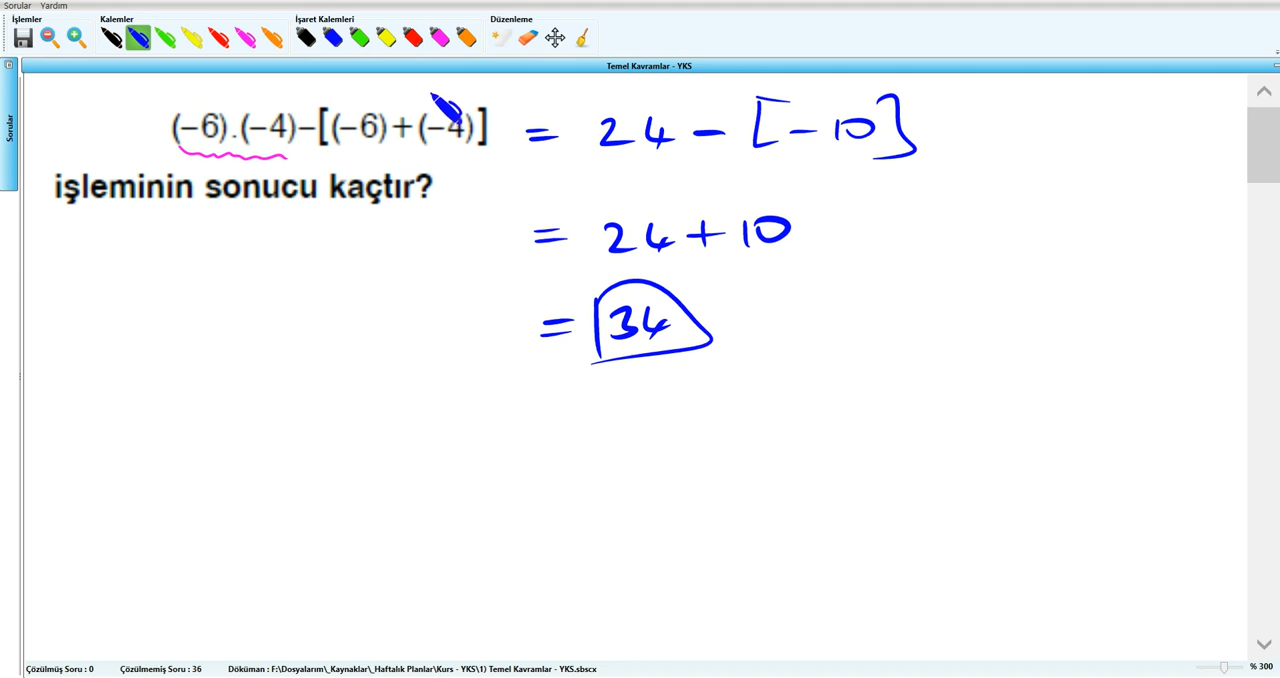 Sorular Yardım
İşlemler Kalemler İşaret Kalemleri Düzenleme
Temel Kavramlar - YKS
Sorular
(−6).(−4)−[(−6)+(−4)] = 24 − [−10]
işleminin sonucu kaçtır?
= 24 + 10
= 34
Çözülmüş Soru : 0 Çözülmemiş Soru : 36 Döküman : F:\Dosyalarım\_Kaynaklar\_Haftalık Planlar\Kurs - YKS\1) Temel Kavramlar - YKS.sbscx % 300